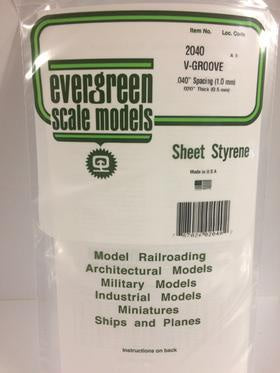 Item No. Loc. Code
2040
V-GROOVE
.040" Spacing (1.0 mm)
.020" Thick (0.5 mm)
evergreen
scale models
Sheet Styrene
Made in U S A
Model Railroading
Architectural Models
Military Models
Industrial Models
Miniatures
Ships and Planes
Instructions on back